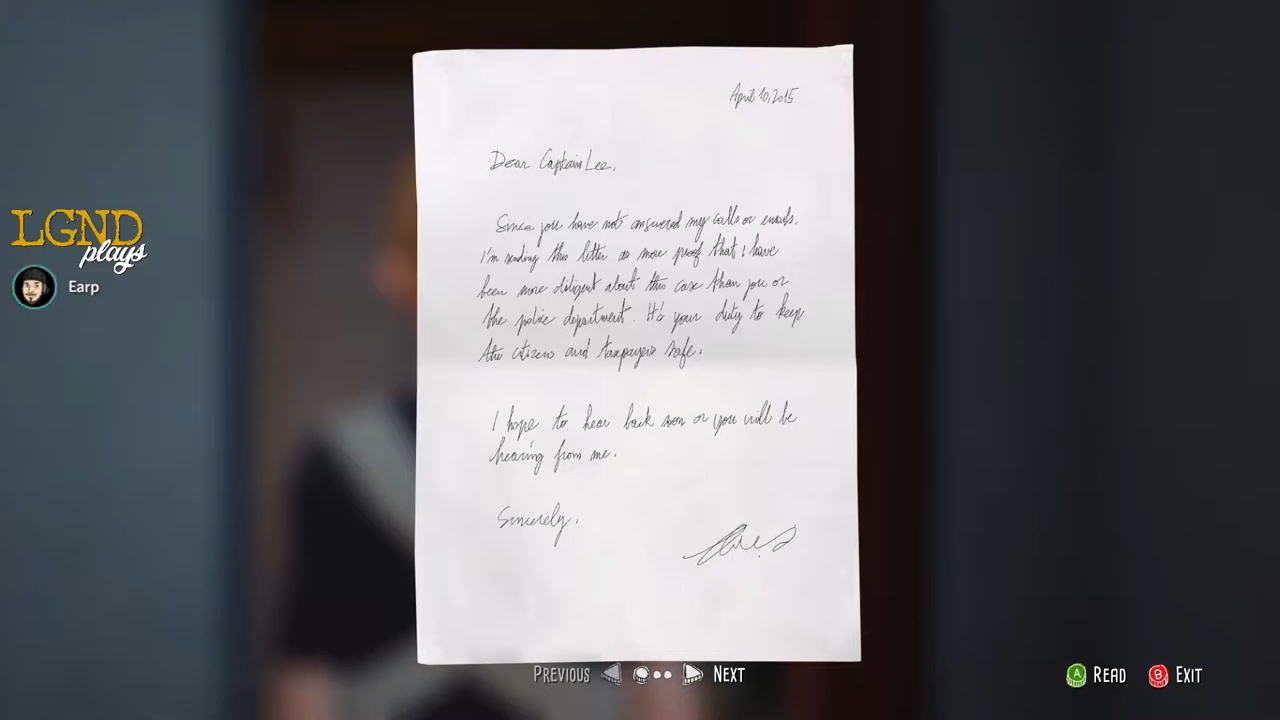 April 10, 2015
Dear Captain Lee,
Since you have not answered my calls or emails.
I'm sending this letter as more proof that I have
been more diligent about this case than you or
the police department. It's your duty to keep
the citizens and taxpayers safe.
I hope to hear back soon or you will be
hearing from me.
Sincerely,
LGND
plays
Earp
PREVIOUS
NEXT
A READ
B EXIT